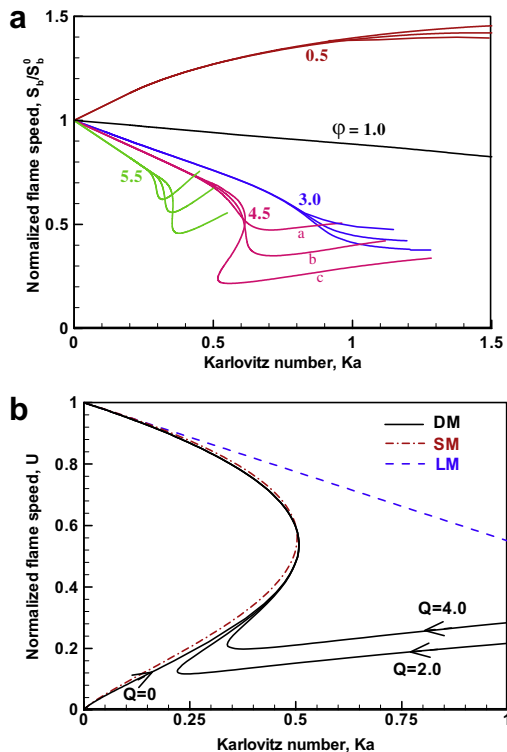 a
1.5
1
0.5
0
0
0.5
1
1.5
Normalized flame speed, S_b/S_b^0
Karlovitz number, Ka
0.5
φ = 1.0
3.0
5.5
4.5
a
b
c
b
1
0.8
0.6
0.4
0.2
0
0
0.25
0.5
0.75
1
Normalized flame speed, U
Karlovitz number, Ka
DM
SM
LM
Q=4.0
Q=2.0
Q=0